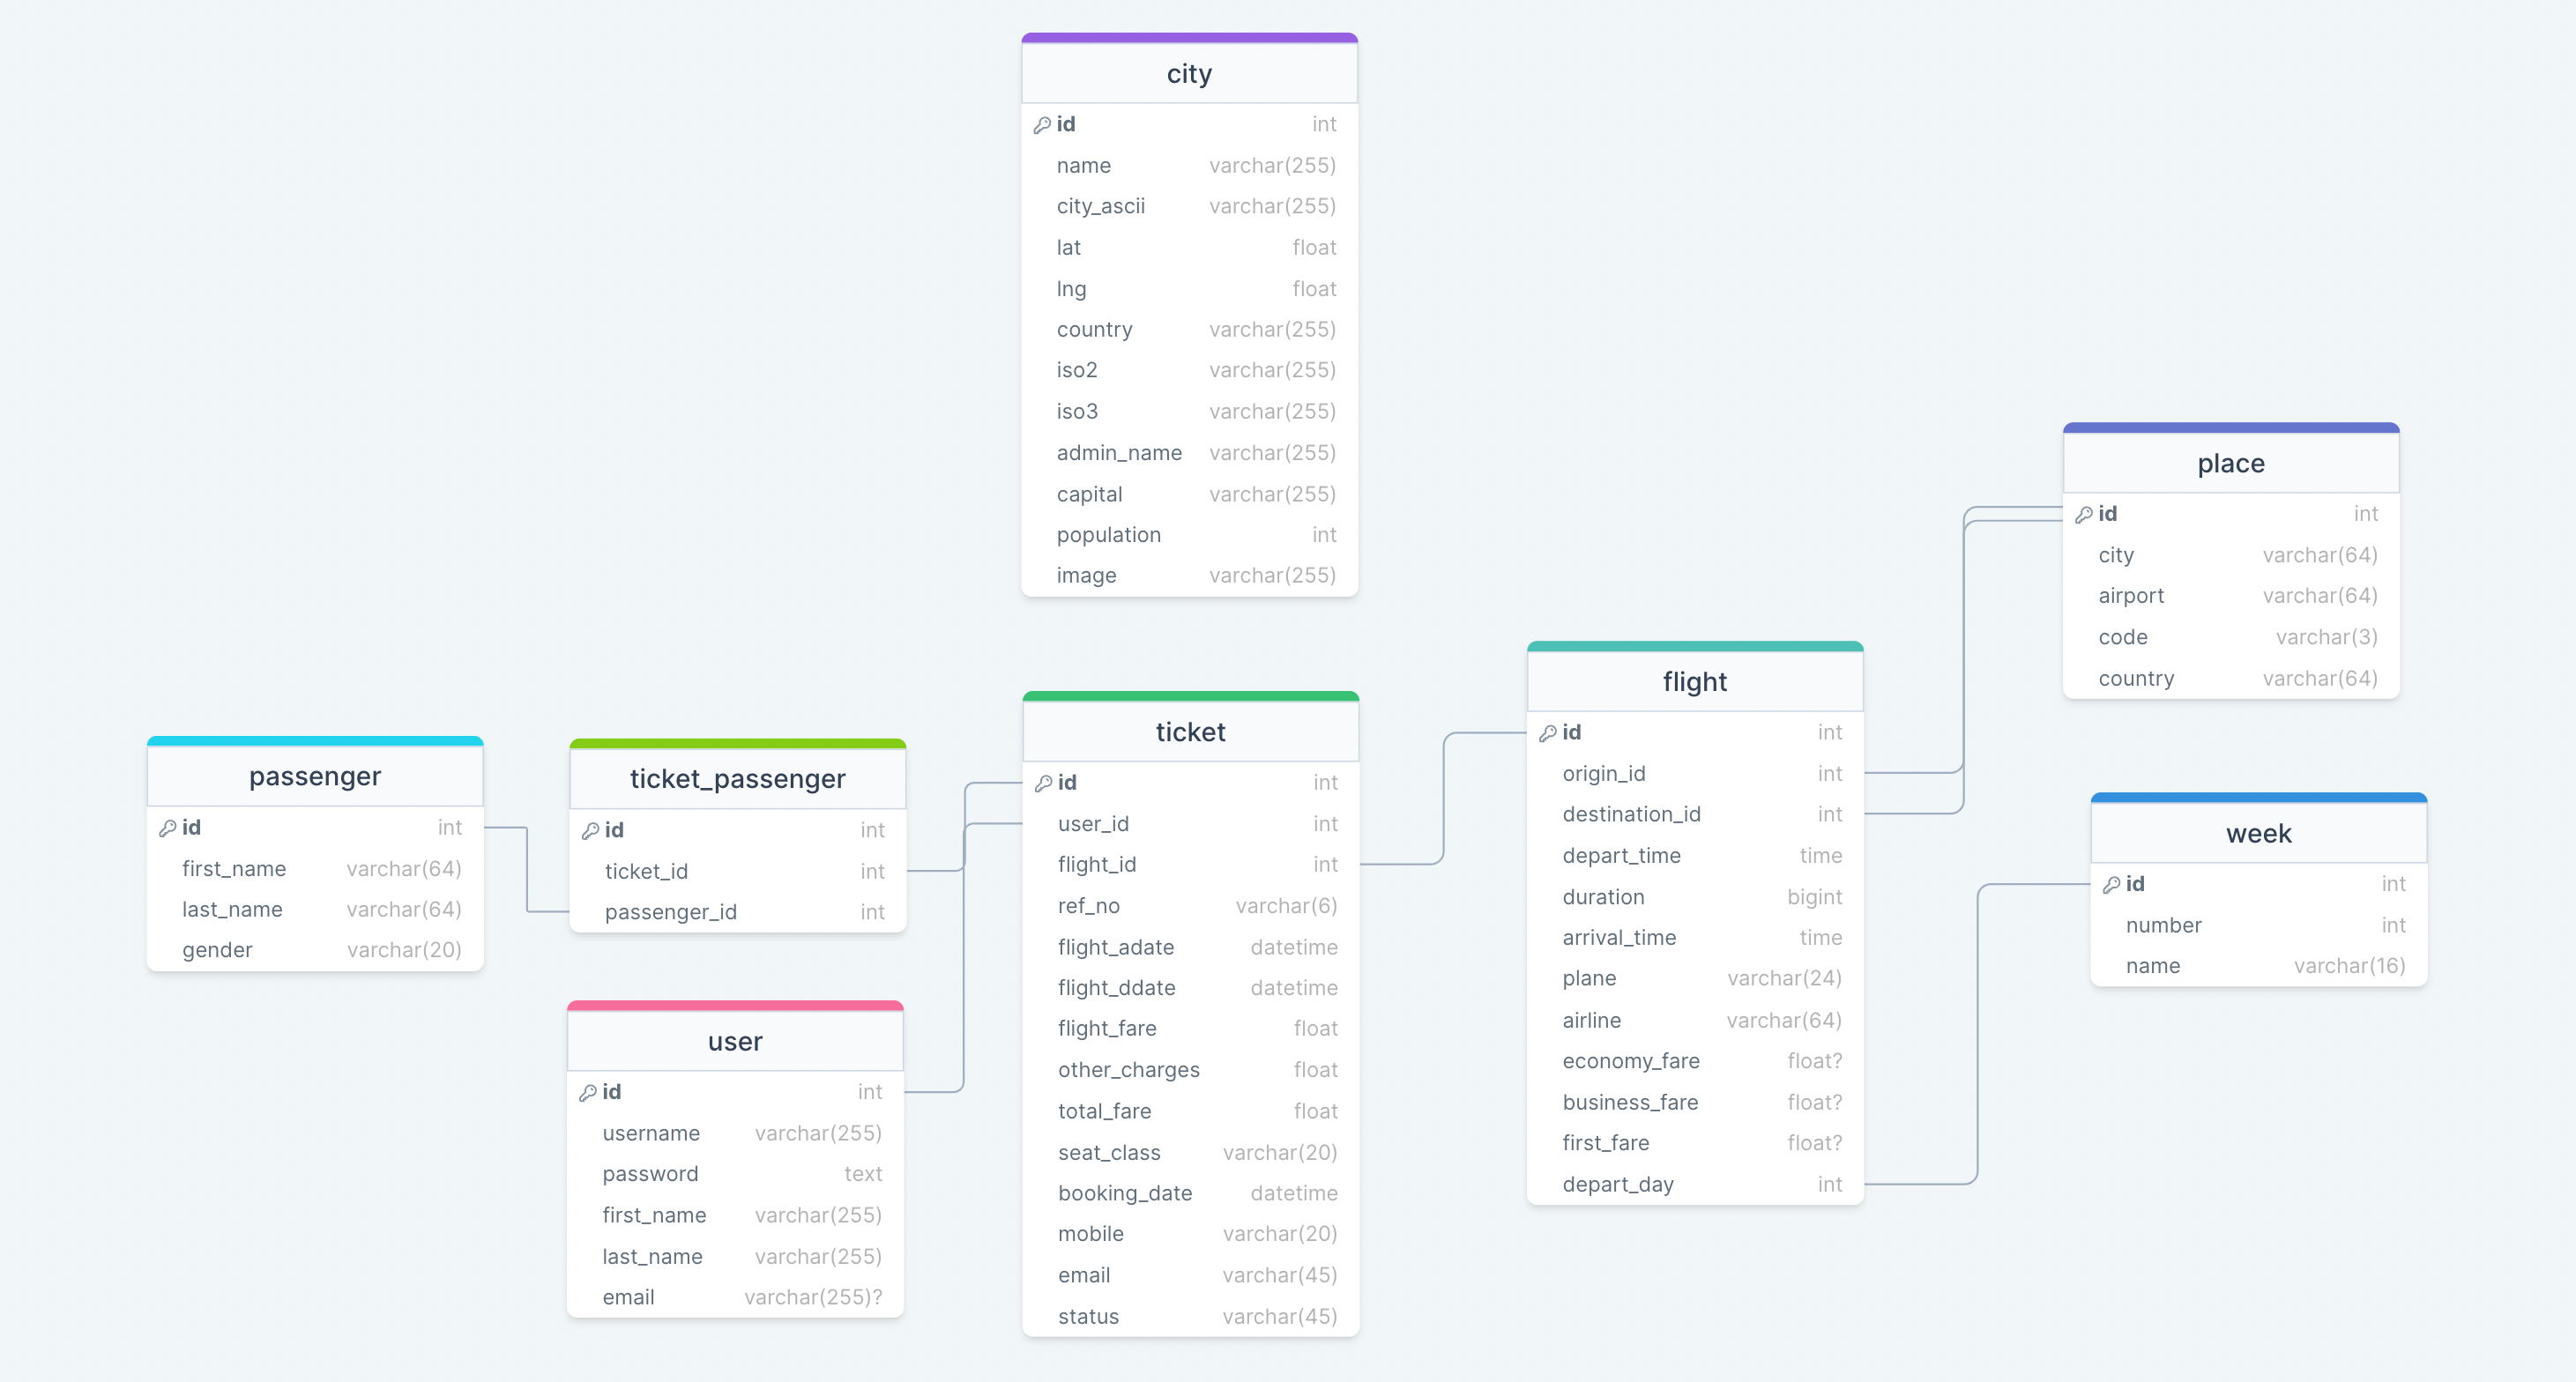 city
id int
name varchar(255)
city_ascii varchar(255)
lat float
lng float
country varchar(255)
iso2 varchar(255)
iso3 varchar(255)
admin_name varchar(255)
capital varchar(255)
population int
image varchar(255)
place
id int
city varchar(64)
airport varchar(64)
code varchar(3)
country varchar(64)
passenger
id int
first_name varchar(64)
last_name varchar(64)
gender varchar(20)
ticket_passenger
id int
ticket_id int
passenger_id int
user
id int
username varchar(255)
password text
first_name varchar(255)
last_name varchar(255)
email varchar(255)?
ticket
id int
user_id int
flight_id int
ref_no varchar(6)
flight_adate datetime
flight_ddate datetime
flight_fare float
other_charges float
total_fare float
seat_class varchar(20)
booking_date datetime
mobile varchar(20)
email varchar(45)
status varchar(45)
flight
id int
origin_id int
destination_id int
depart_time time
duration bigint
arrival_time time
plane varchar(24)
airline varchar(64)
economy_fare float?
business_fare float?
first_fare float?
depart_day int
week
id int
number int
name varchar(16)